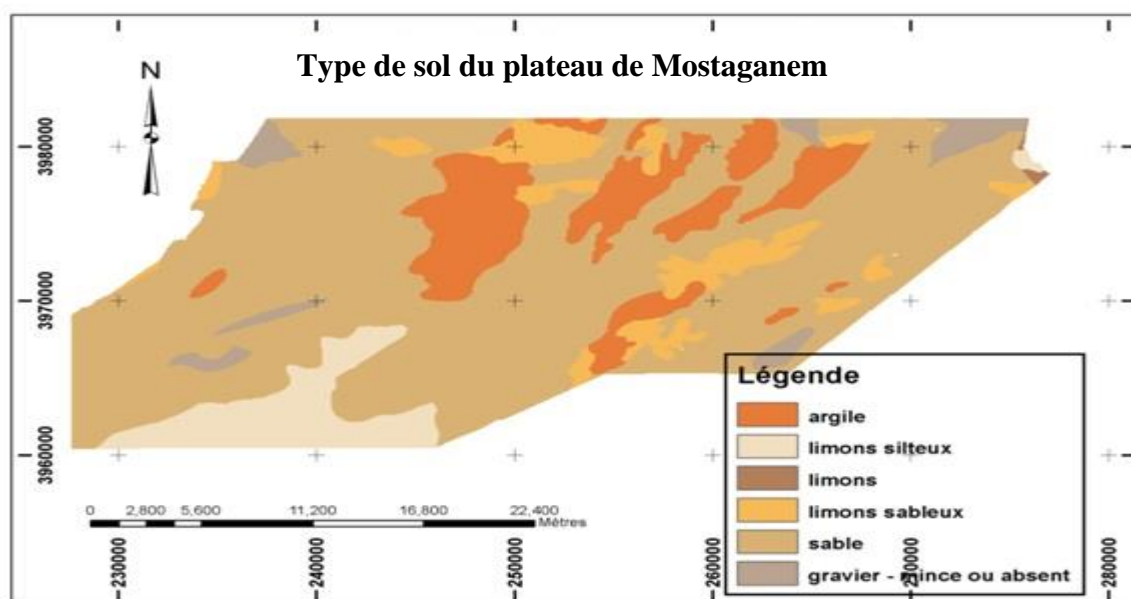 Type de sol du plateau de Mostaganem
N
3980000
3970000
3960000
Légende
argile
limons silteux
limons
limons sableux
sable
gravier - mince ou absent
0 2,800 5,600 11,200 16,800 22,400
Mètres
230000
240000
250000
260000
270000
280000